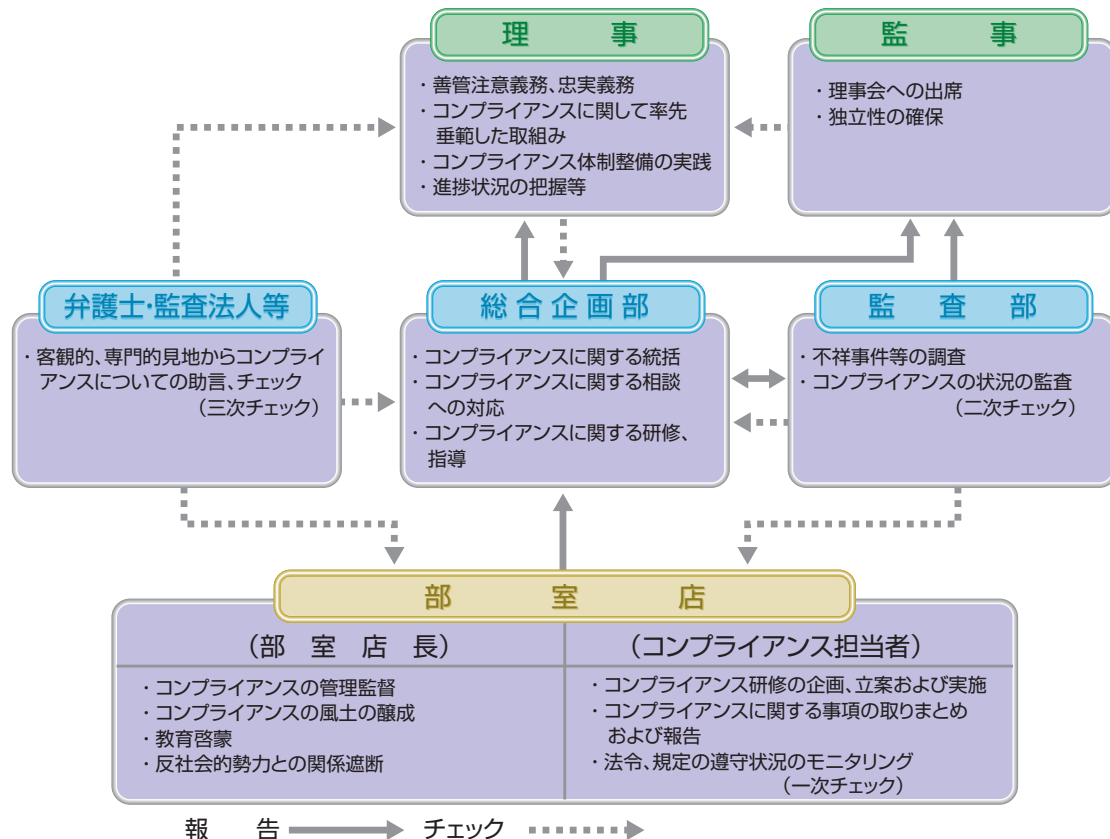 理事
・善管注意義務、忠実義務
・コンプライアンスに関して率先
垂範した取組み
・コンプライアンス体制整備の実践
・進捗状況の把握等
監事
・理事会への出席
・独立性の確保
弁護士・監査法人等
・客観的、専門的見地からコンプライ
アンスについての助言、チェック
(三次チェック)
総合企画部
・コンプライアンスに関する統括
・コンプライアンスに関する相談
への対応
・コンプライアンスに関する研修、
指導
監査部
・不祥事件等の調査
・コンプライアンスの状況の監査
(二次チェック)
部室店
(部室店長)
・コンプライアンスの管理監督
・コンプライアンスの風土の醸成
・教育啓蒙
・反社会的勢力との関係遮断
(コンプライアンス担当者)
・コンプライアンス研修の企画、立案および実施
・コンプライアンスに関する事項の取りまとめ
および報告
・法令、規定の遵守状況のモニタリング
(一次チェック)
報告 チェック